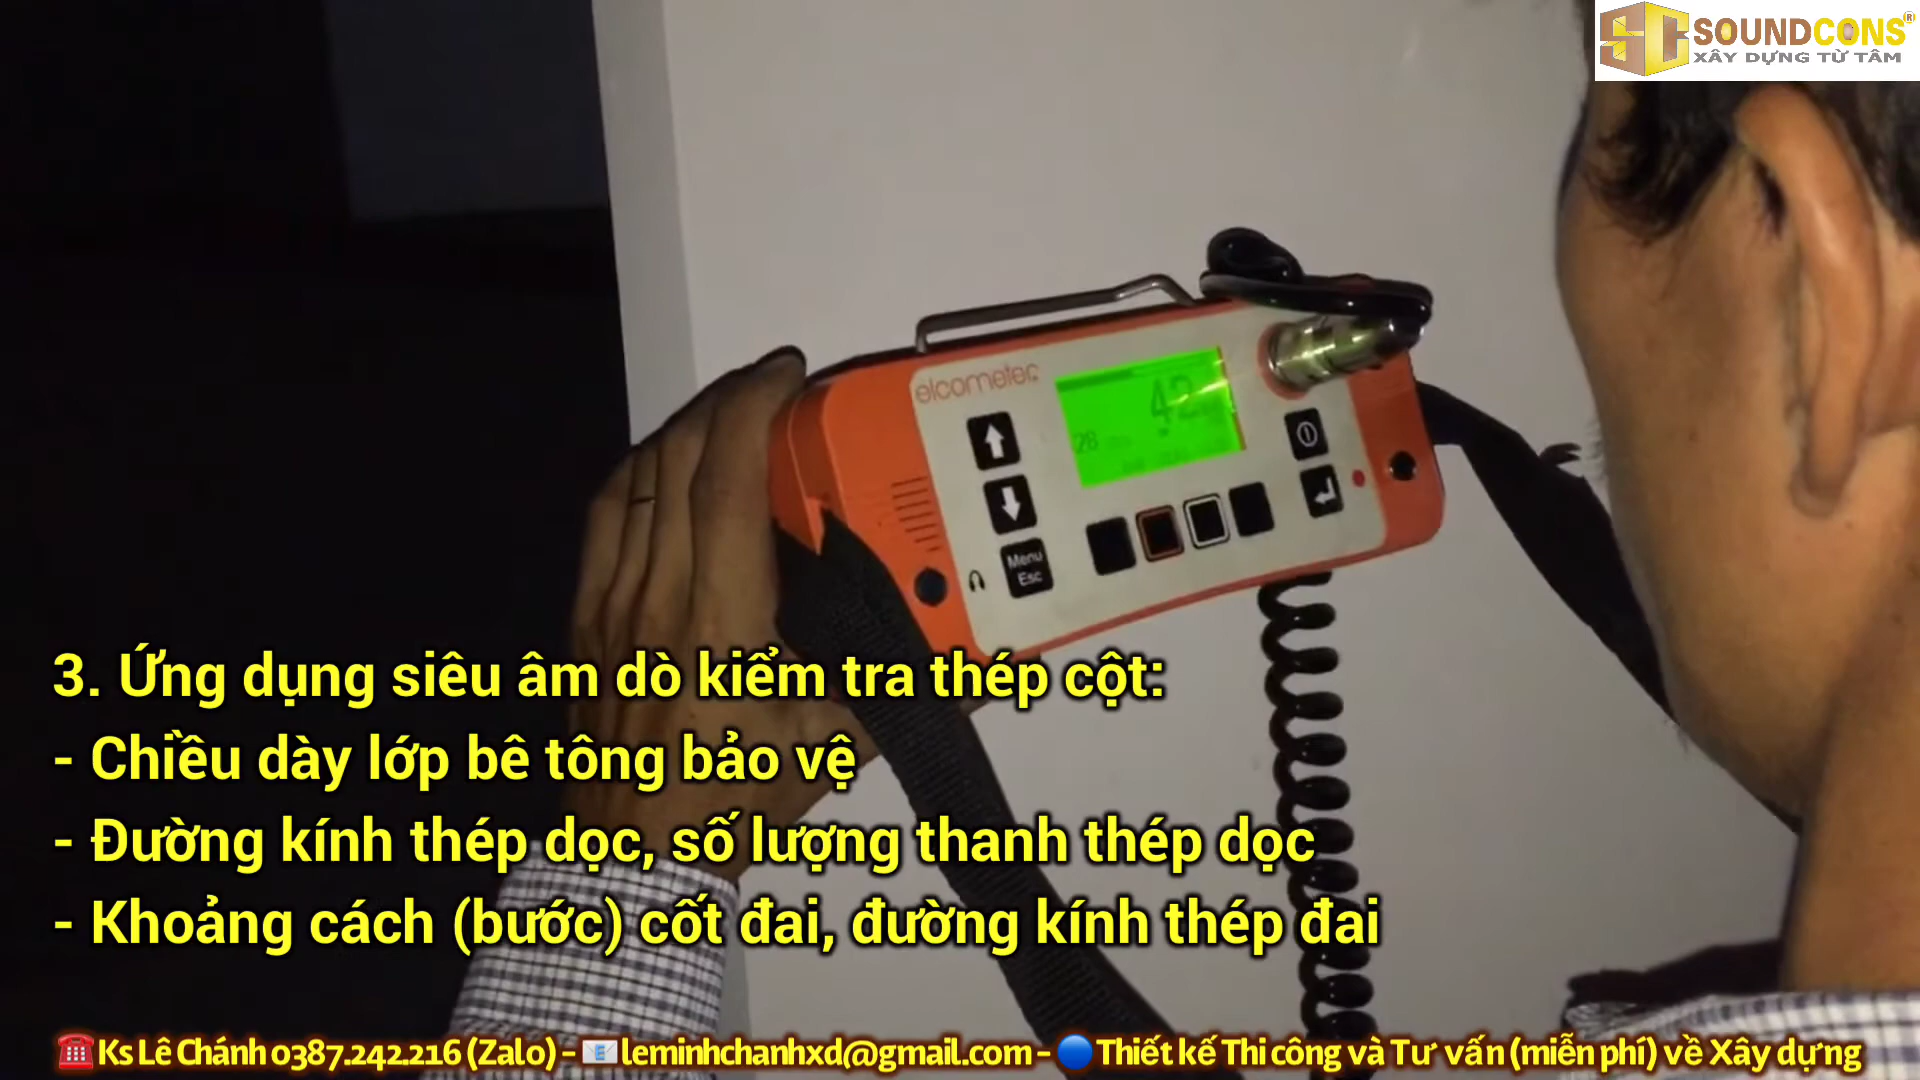 SOUNDCONS®
XÂY DỰNG TỪ TÂM
elcometer
42
28
Menu
Esc
3. Ứng dụng siêu âm dò kiểm tra thép cột:
- Chiều dày lớp bê tông bảo vệ
- Đường kính thép dọc, số lượng thanh thép dọc
- Khoảng cách (bước) cốt đai, đường kính thép đai
☎Ks Lê Chánh 0387.242.216 (Zalo) - 📧 leminhchanhxd@gmail.com - 🔵Thiết kế Thi công và Tư vấn (miễn phí) về Xây dựng